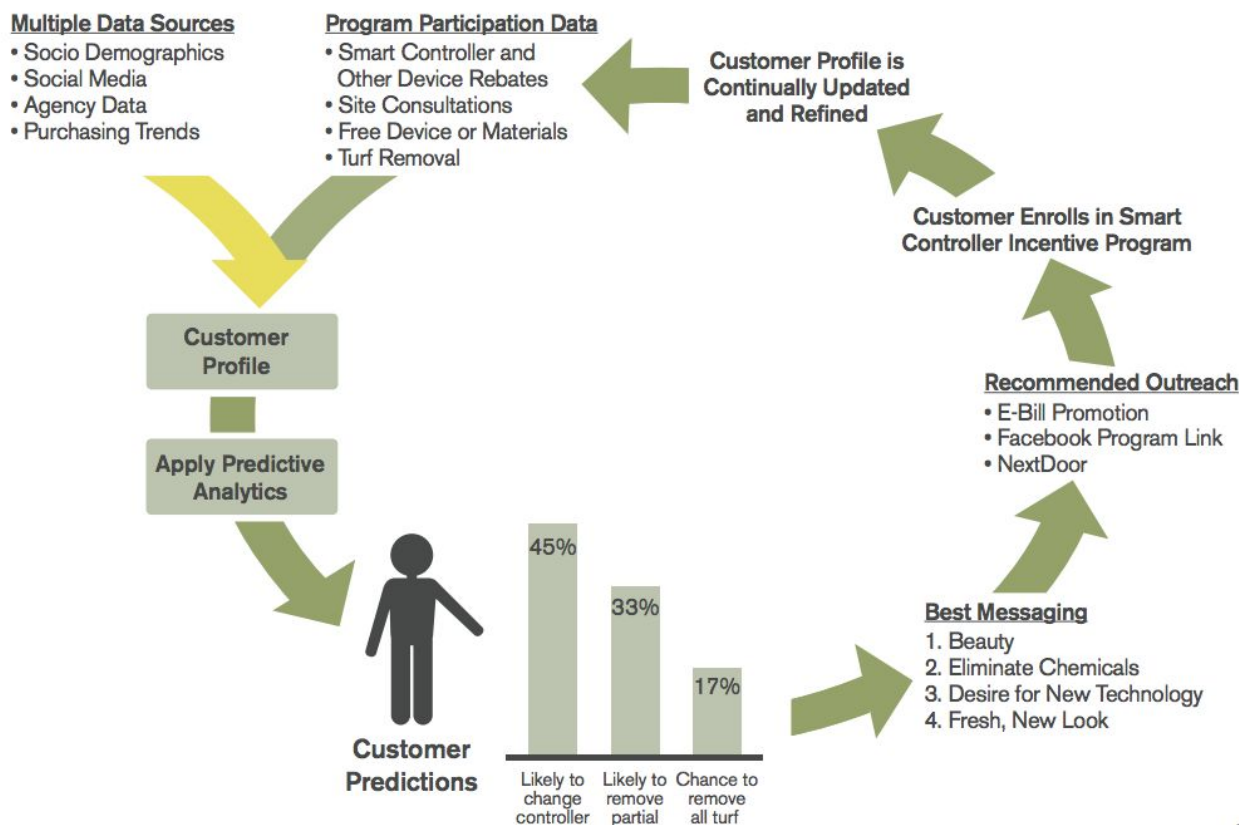 Multiple Data Sources
• Socio Demographics
• Social Media
• Agency Data
• Purchasing Trends
Program Participation Data
• Smart Controller and
Other Device Rebates
• Site Consultations
• Free Device or Materials
• Turf Removal
Customer Profile is
Continually Updated
and Refined
Customer Enrolls in Smart
Controller Incentive Program
Customer
Profile
Apply Predictive
Analytics
Recommended Outreach
• E-Bill Promotion
• Facebook Program Link
• NextDoor
Best Messaging
1. Beauty
2. Eliminate Chemicals
3. Desire for New Technology
4. Fresh, New Look
Customer
Predictions
45%
33%
17%
Likely to
change
controller
Likely to
remove
partial
Chance to
remove
all turf